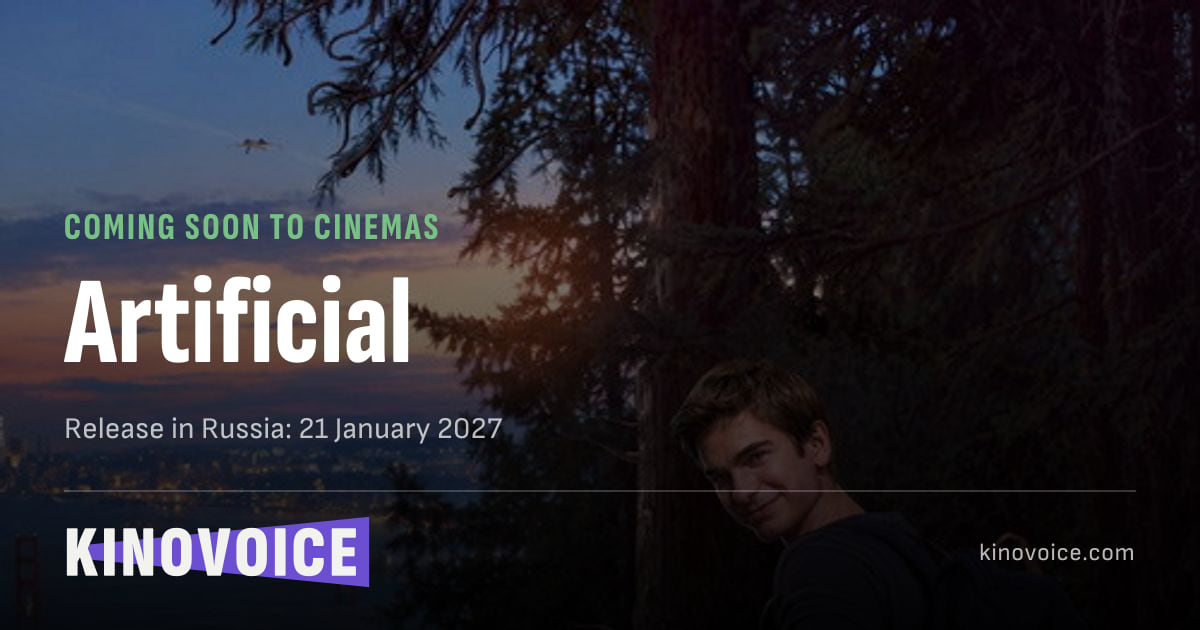 COMING SOON TO CINEMAS
Artificial
Release in Russia: 21 January 2027
KINOVOICE
kinovoice.com